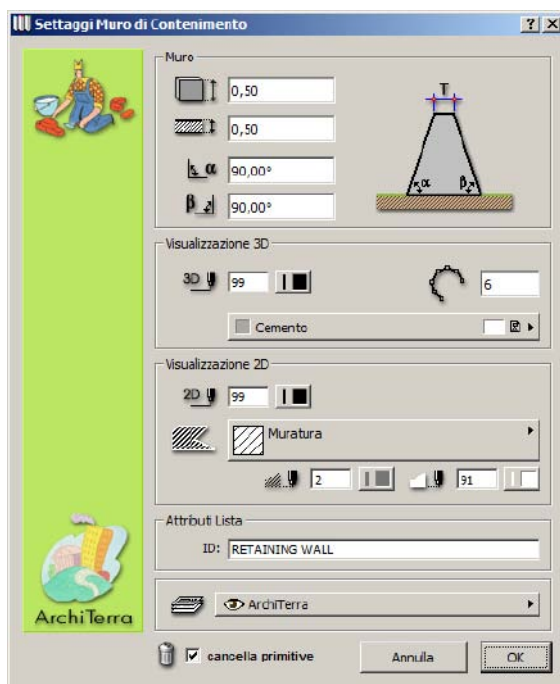 Settaggi Muro di Contenimento
Muro
0,50
0,50
α 90,00°
β 90,00°
T
α β
Visualizzazione 3D
3D 99
6
Cemento
Visualizzazione 2D
2D 99
Muratura
2
91
Attributi Lista
ID: RETAINING WALL
ArchiTerra
ArchiTerra
cancella primitive
Annulla
OK